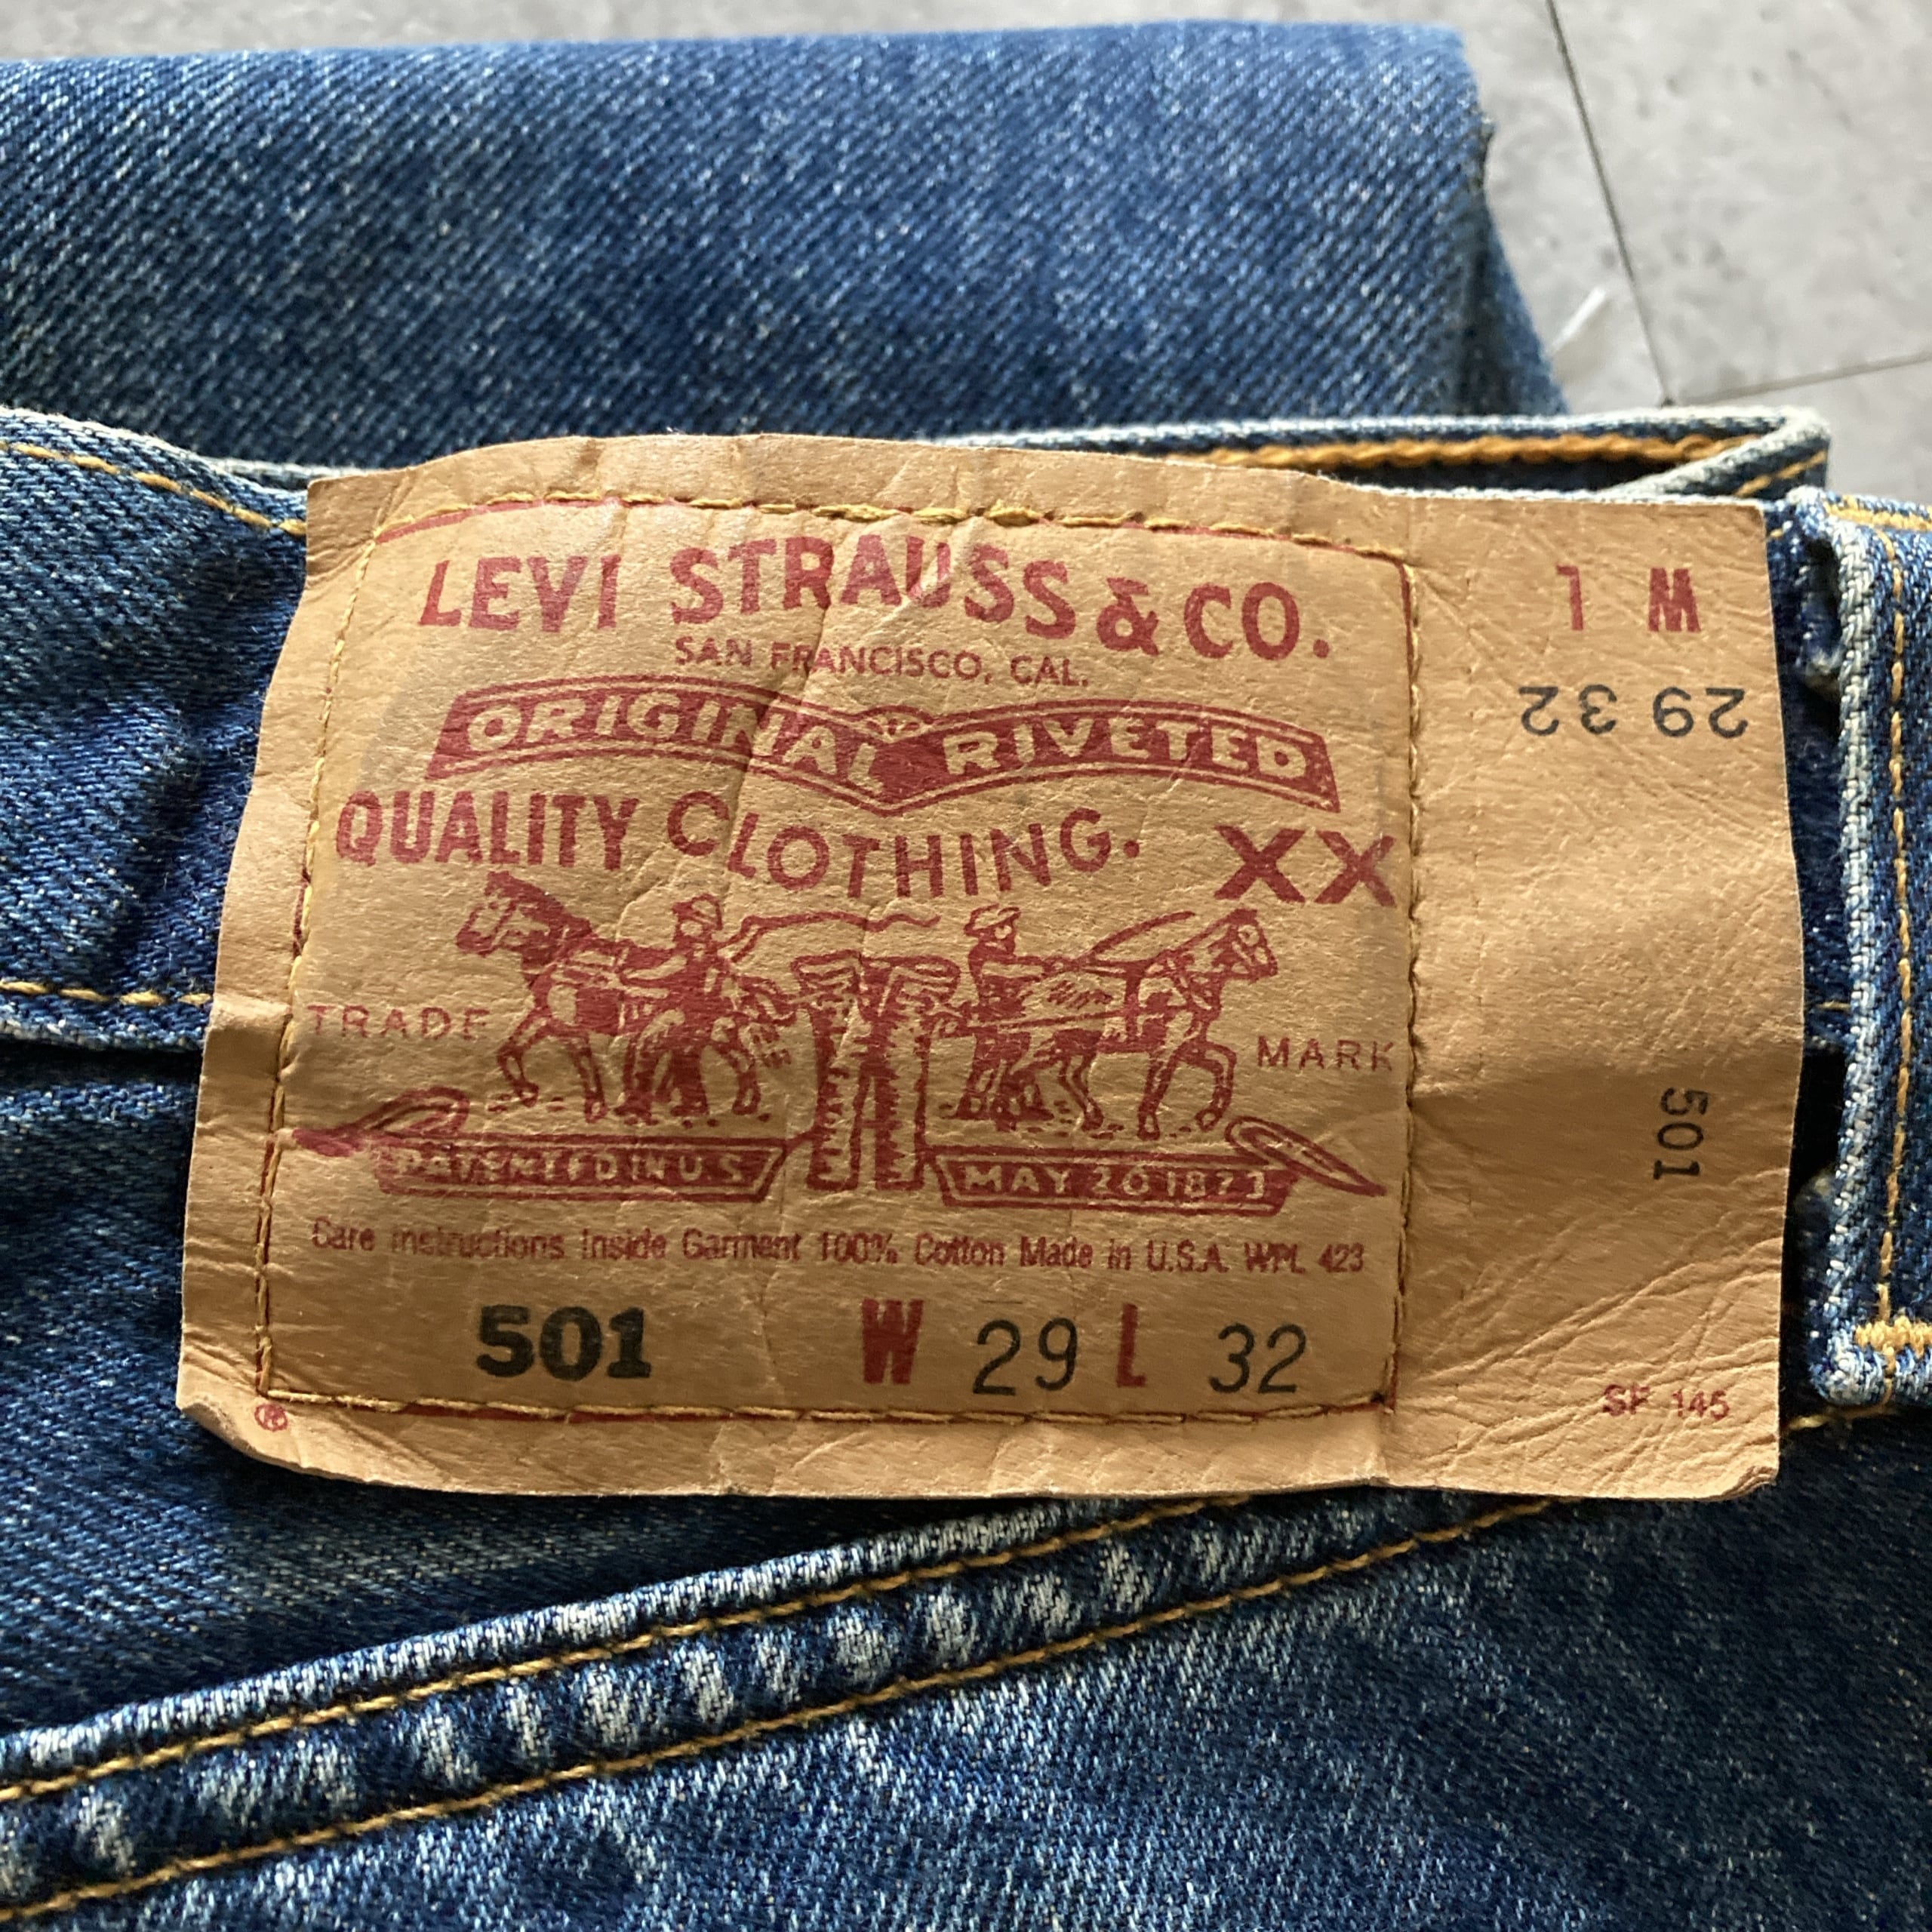 LEVI STRAUSS & CO.
SAN FRANCISCO, CAL.
ORIGINAL RIVETED
QUALITY CLOTHING. XX
TRADE MARK
PATENTED IN U.S. MAY 20 1873
Care instructions Inside Garment 100% Cotton Made in U.S.A. WPL 423
501 W 29 L 32
®
W L
29 32
501
SF 145